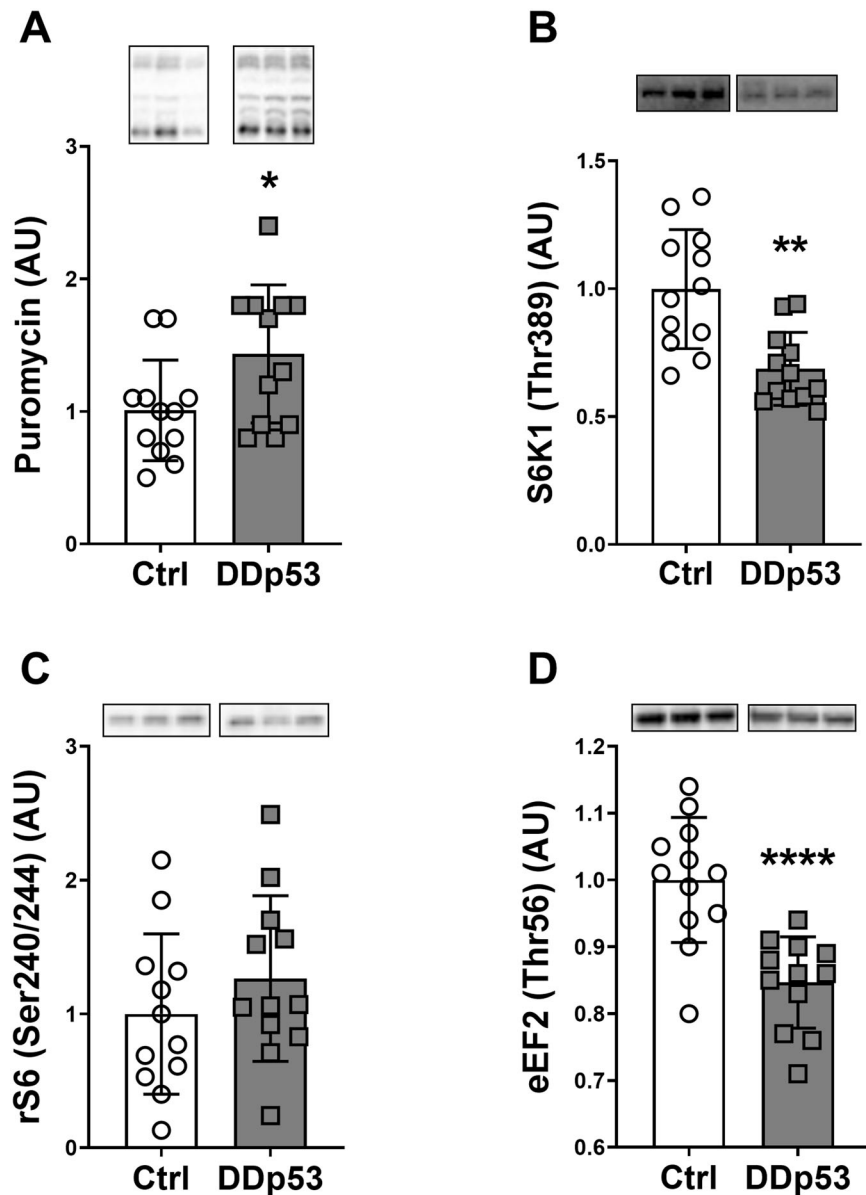 A
3
2
1
0
Puromycin (AU)
*
Ctrl DDp53
B
1.5
1.0
0.5
0.0
S6K1 (Thr389) (AU)
**
Ctrl DDp53
C
3
2
1
0
rS6 (Ser240/244) (AU)
Ctrl DDp53
D
1.2
1.1
1.0
0.9
0.8
0.7
0.6
eEF2 (Thr56) (AU)
****
Ctrl DDp53